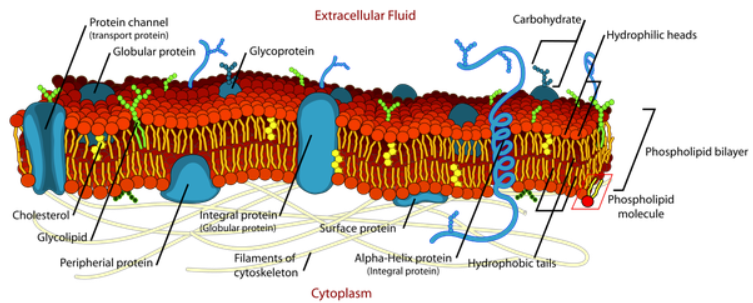 Extracellular Fluid
Protein channel
(transport protein)
Globular protein
Glycoprotein
Carbohydrate
Hydrophilic heads
Phospholipid bilayer
Phospholipid
molecule
Cholesterol
Glycolipid
Peripherial protein
Integral protein
(Globular protein)
Filaments of
cytoskeleton
Surface protein
Alpha-Helix protein
(Integral protein)
Hydrophobic tails
Cytoplasm